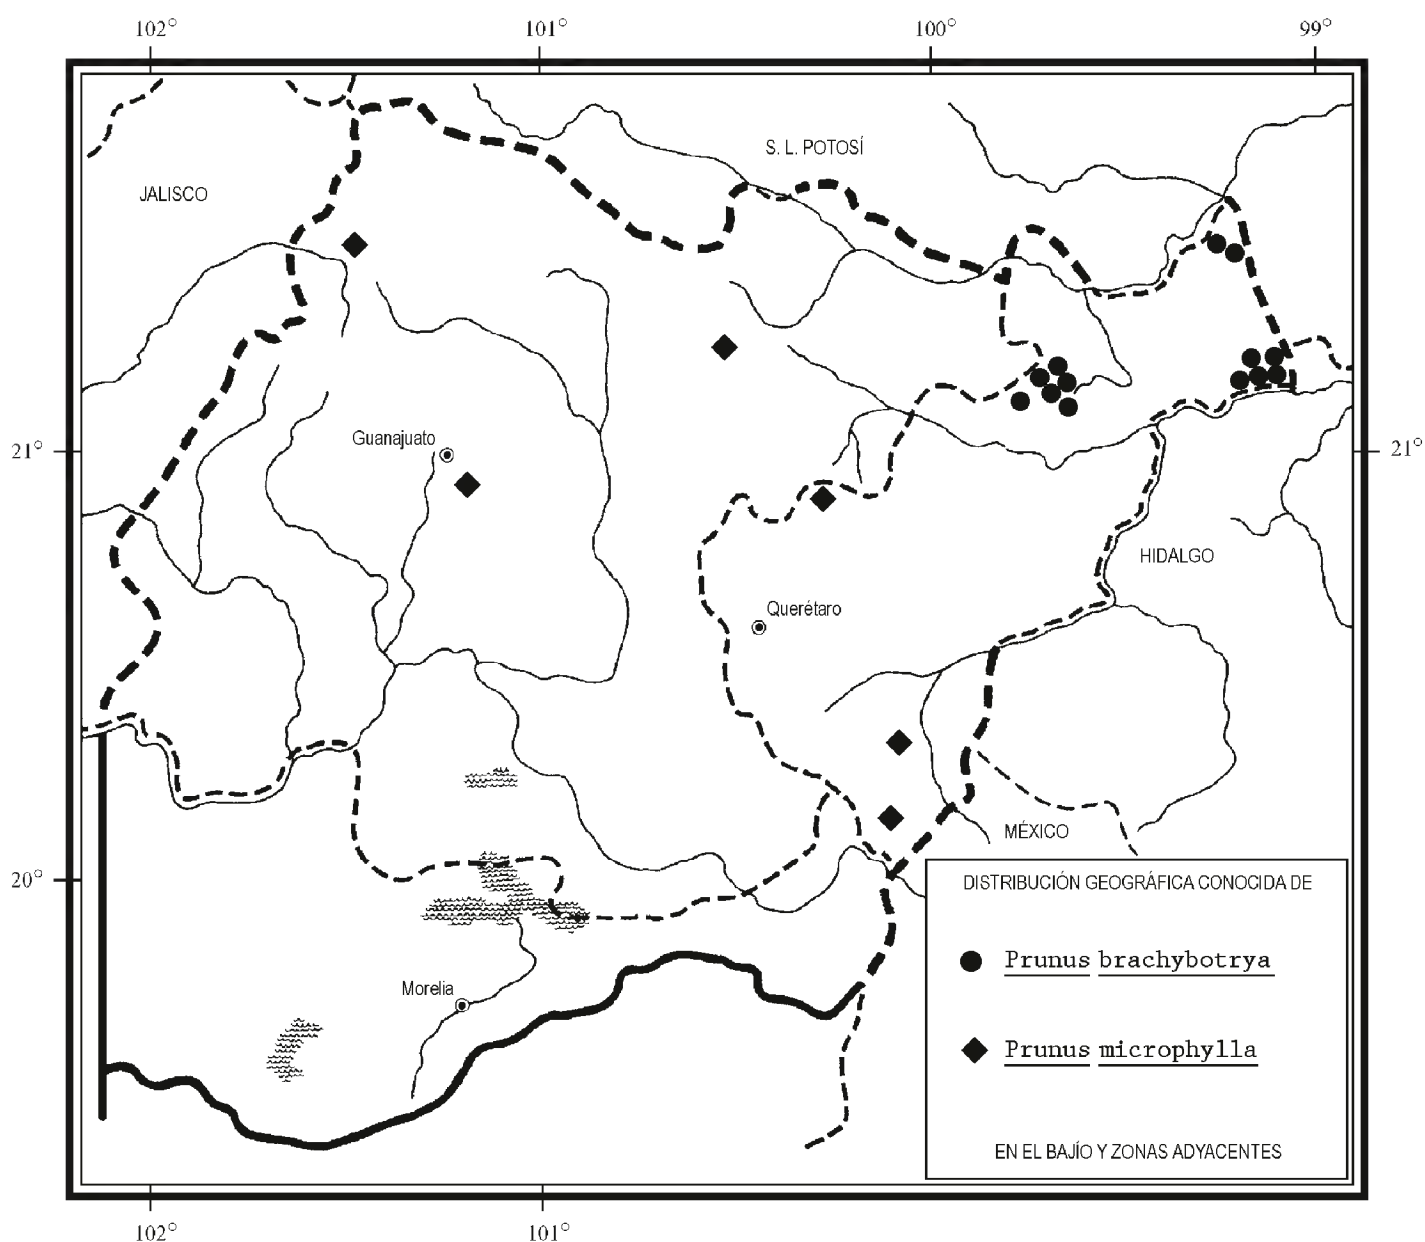 102° 101° 100° 99°
S. L. POTOSÍ
JALISCO
Guanajuato
21° 21°
HIDALGO
Querétaro
MÉXICO
20°
DISTRIBUCIÓN GEOGRÁFICA CONOCIDA DE
Prunus brachybotrya
Morelia
Prunus microphylla
EN EL BAJÍO Y ZONAS ADYACENTES
102° 101°